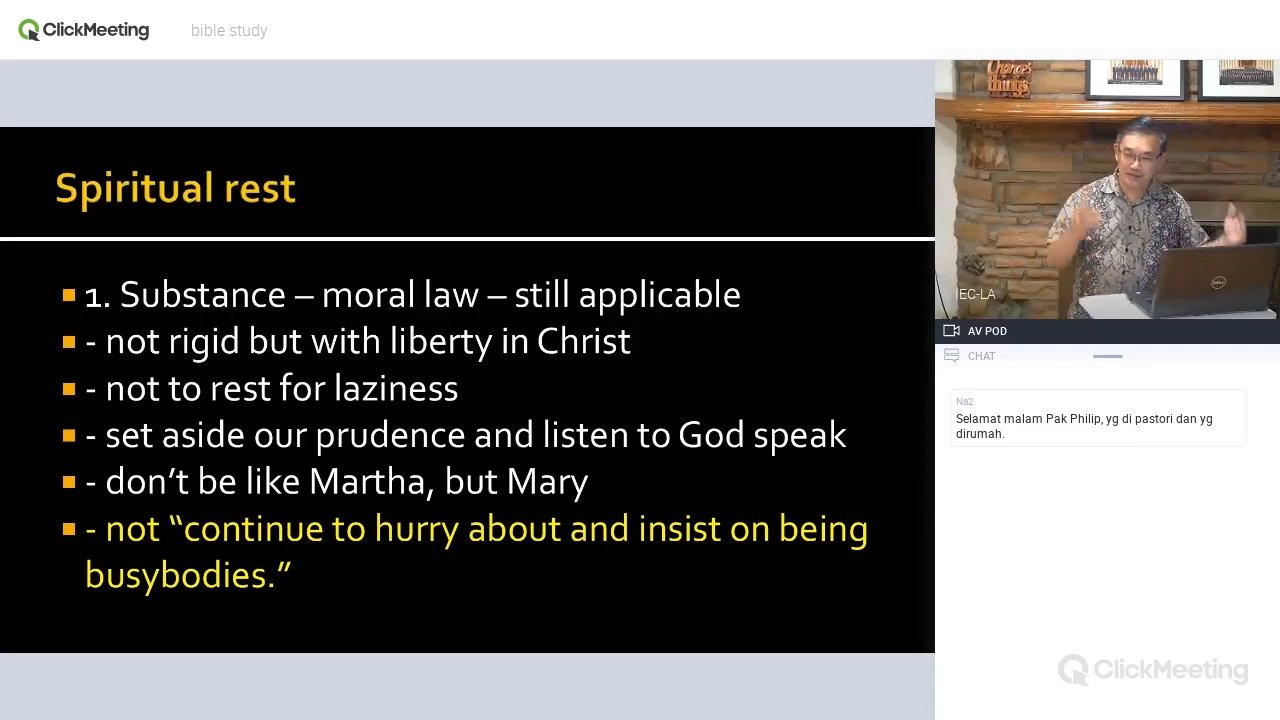 ClickMeeting
bible study
Spiritual rest
1. Substance – moral law – still applicable
- not rigid but with liberty in Christ
- not to rest for laziness
- set aside our prudence and listen to God speak
- don’t be like Martha, but Mary
- not “continue to hurry about and insist on being
busybodies.”
Changes
things
DELL
IEC-LA
AV POD
CHAT
Na2
Selamat malam Pak Philip, yg di pastori dan yg
dirumah.
ClickMeeting